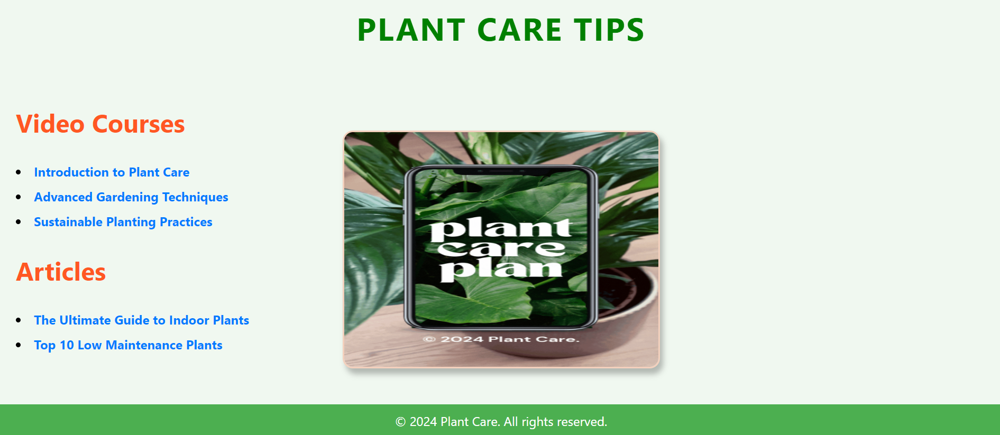 PLANT CARE TIPS
Video Courses
Introduction to Plant Care
Advanced Gardening Techniques
Sustainable Planting Practices
Articles
The Ultimate Guide to Indoor Plants
Top 10 Low Maintenance Plants
plant
care
plan
© 2024 Plant Care.
© 2024 Plant Care. All rights reserved.